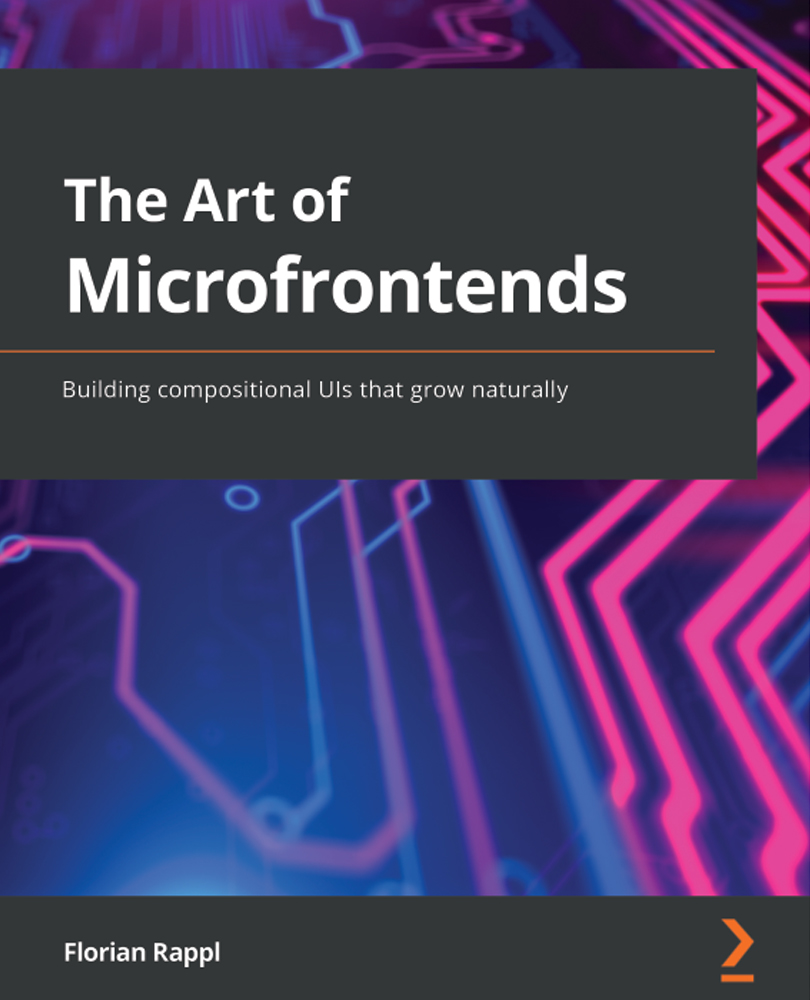 The Art of
Microfrontends
Building compositional UIs that grow naturally
Florian Rappl